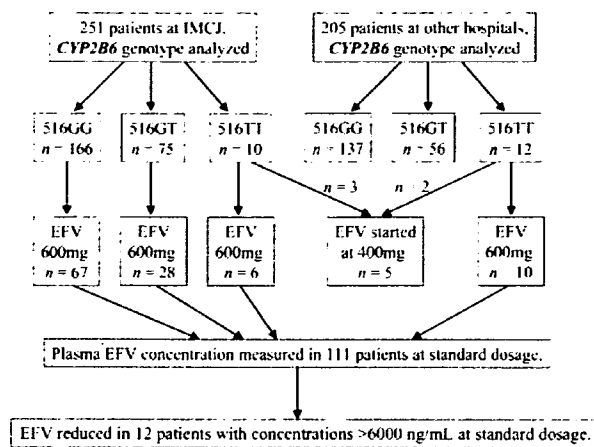 251 patients at IMCJ,
CYP2B6 genotype analyzed
205 patients at other hospitals,
CYP2B6 genotype analyzed
516GG
n = 166
516GT
n = 75
516TT
n = 10
516GG
n = 137
516GT
n = 56
516TT
n = 12
n = 3
n = 2
EFV
600mg
n = 67
EFV
600mg
n = 28
EFV
600mg
n = 6
EFV started
at 400mg
n = 5
EFV
600mg
n = 10
Plasma EFV concentration measured in 111 patients at standard dosage.
EFV reduced in 12 patients with concentrations >6000 ng/mL at standard dosage.